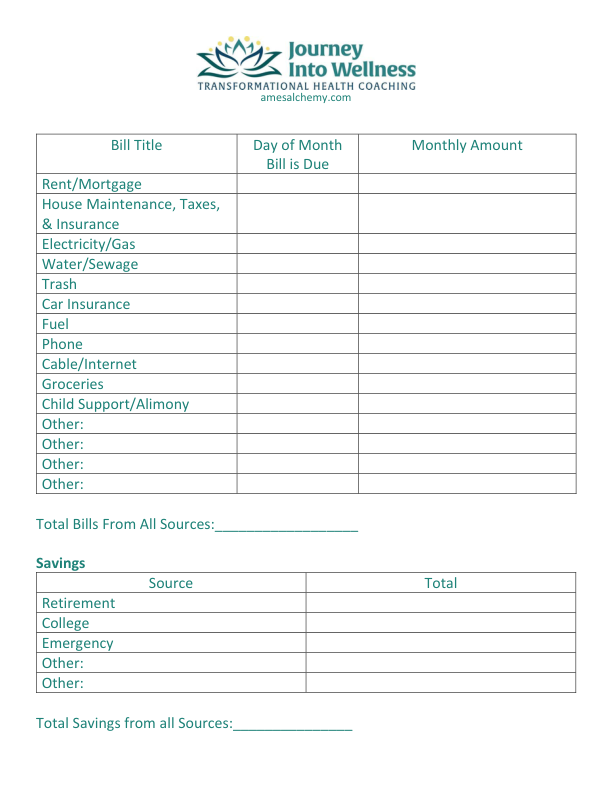 Journey
Into Wellness
TRANSFORMATIONAL HEALTH COACHING
amesalchemy.com
Bill Title Day of Month Monthly Amount
Bill is Due
Rent/Mortgage
House Maintenance, Taxes,
& Insurance
Electricity/Gas
Water/Sewage
Trash
Car Insurance
Fuel
Phone
Cable/Internet
Groceries
Child Support/Alimony
Other:
Other:
Other:
Other:
Total Bills From All Sources:__________________
Savings
Source Total
Retirement
College
Emergency
Other:
Other:
Total Savings from all Sources:_______________